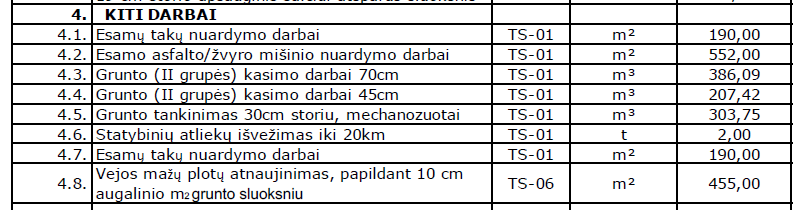 4. KITI DARBAI
4.1. Esamų takų nuardymo darbai TS-01 m² 190,00
4.2. Esamo asfalto/žvyro mišinio nuardymo darbai TS-01 m² 552,00
4.3. Grunto (II grupės) kasimo darbai 70cm TS-01 m³ 386,09
4.4. Grunto (II grupės) kasimo darbai 45cm TS-01 m³ 207,42
4.5. Grunto tankinimas 30cm storiu, mechanozuotai TS-01 m³ 303,75
4.6. Statybinių atliekų išvežimas iki 20km TS-01 t 2,00
4.7. Esamų takų nuardymo darbai TS-01 m² 190,00
4.8. Vejos mažų plotų atnaujinimas, papildant 10 cm TS-06 m² 455,00
augalinio m2 grunto sluoksniu